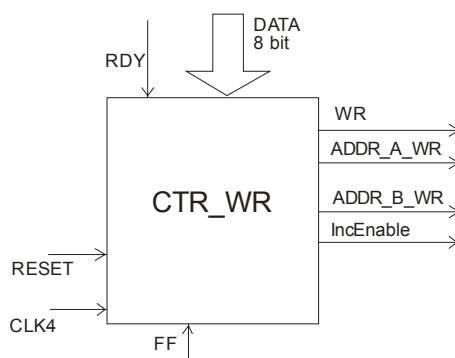 DATA
8 bit
RDY
WR
ADDR_A_WR
CTR_WR
ADDR_B_WR
IncEnable
RESET
CLK4
FF